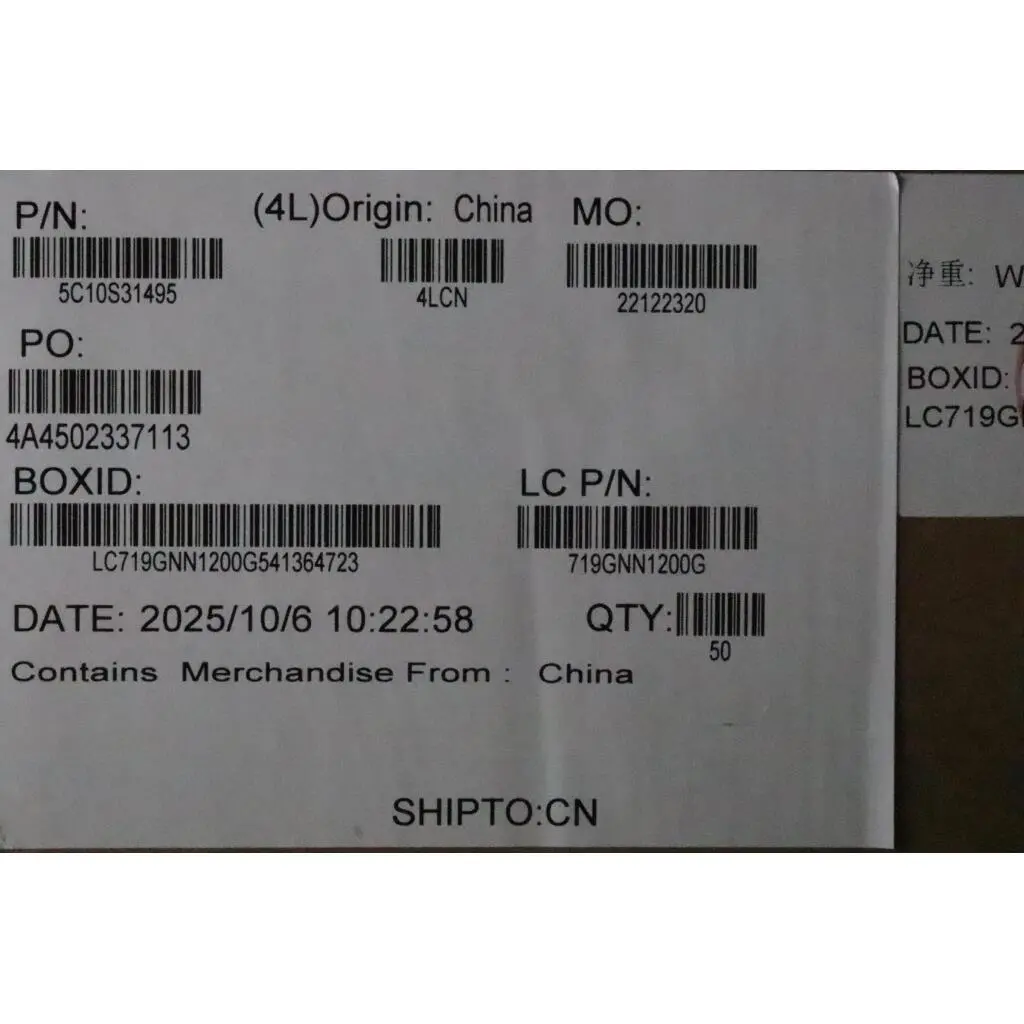 P/N: (4L)Origin: China MO:
5C10S31495 4LCN 22122320
PO:
4A4502337113
BOXID: LC P/N:
LC719GNN1200G541364723 719GNN1200G
DATE: 2025/10/6 10:22:58 QTY:
50
Contains Merchandise From : China
SHIPTO:CN
净重: W
DATE: 2
BOXID:
LC719G